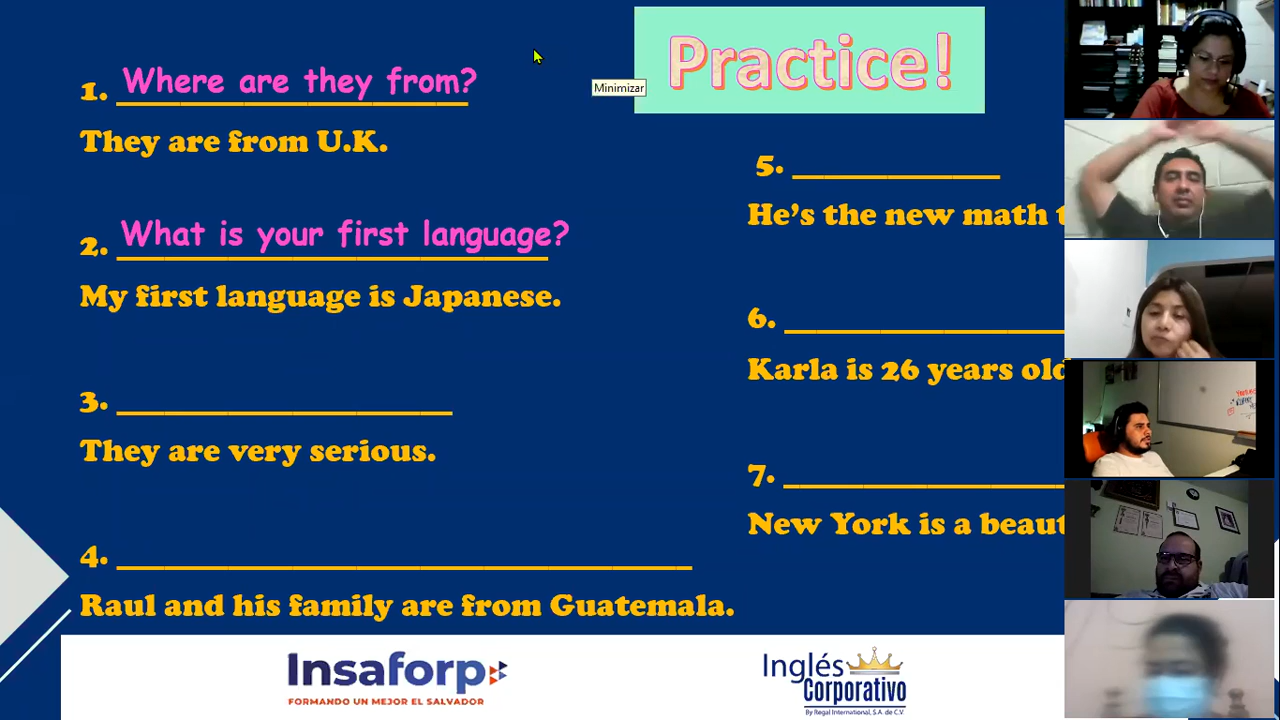 Practice!
Minimizar
1. Where are they from?
They are from U.K.
2. What is your first language?
My first language is Japanese.
3.
They are very serious.
4.
Raul and his family are from Guatemala.
5.
He’s the new math
6.
Karla is 26 years old
7.
New York is a beaut
Insaforp
FORMANDO UN MEJOR EL SALVADOR
Inglés
Corporativo
By Regal International, S.A. de C.V.